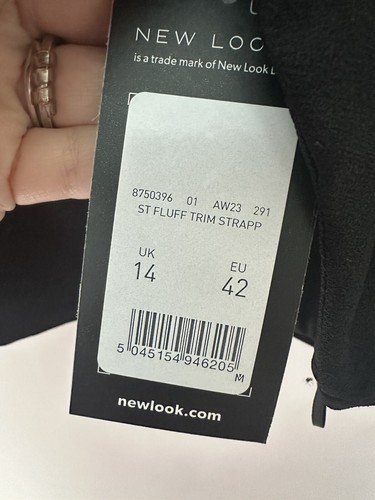 NEW LOO
is a trade mark of New Look L
8750396 01 AW23 291
ST FLUFF TRIM STRAPP
UK EU
14 42
5 045154 946205
M
newlook.com